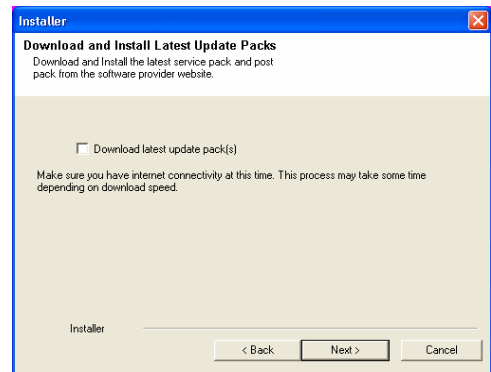 Installer
Download and Install Latest Update Packs
Download and Install the latest service pack and post
pack from the software provider website.
Download latest update pack(s)
Make sure you have internet connectivity at this time. This process may take some time
depending on download speed.
Installer
< Back
Next >
Cancel